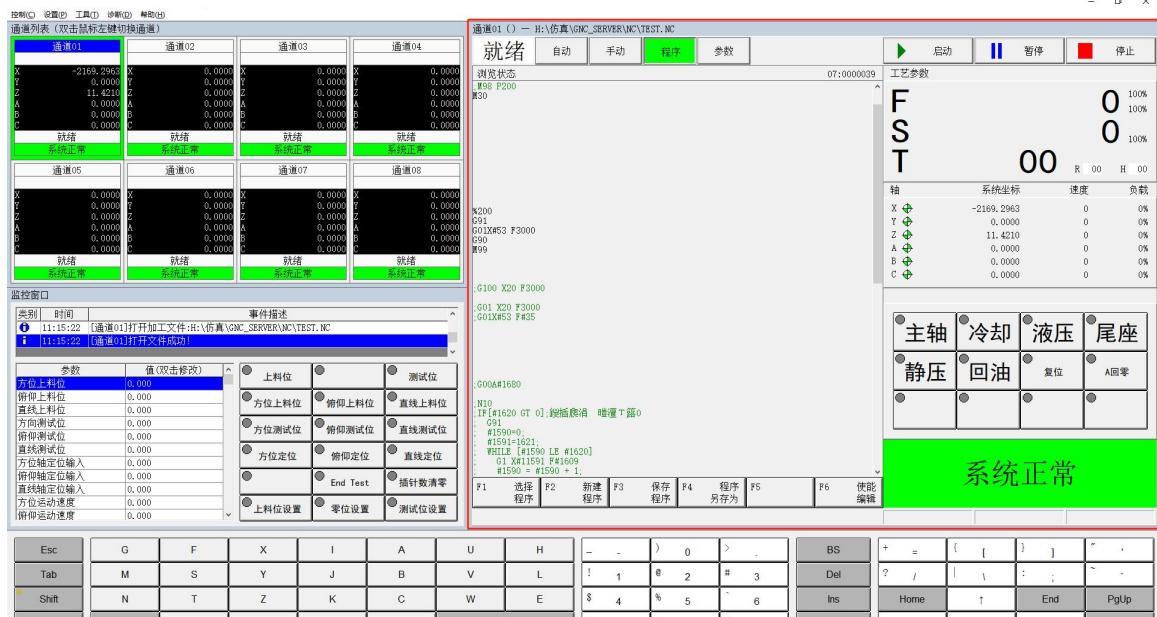 控制(C) 设置(P) 工具(T) 诊断(D) 帮助(H)
通道列表（双击鼠标左键切换通道）
通道01 通道02 通道03 通道04
X -2169.2963 X 0.0000 X 0.0000 X 0.0000
Y 0.0000 Y 0.0000 Y 0.0000 Y 0.0000
Z 11.4210 Z 0.0000 Z 0.0000 Z 0.0000
A 0.0000 A 0.0000 A 0.0000 A 0.0000
B 0.0000 B 0.0000 B 0.0000 B 0.0000
C 0.0000 C 0.0000 C 0.0000 C 0.0000
就绪 就绪 就绪 就绪
系统正常 系统正常 系统正常 系统正常
通道05 通道06 通道07 通道08
X 0.0000 X 0.0000 X 0.0000 X 0.0000
Y 0.0000 Y 0.0000 Y 0.0000 Y 0.0000
Z 0.0000 Z 0.0000 Z 0.0000 Z 0.0000
A 0.0000 A 0.0000 A 0.0000 A 0.0000
B 0.0000 B 0.0000 B 0.0000 B 0.0000
C 0.0000 C 0.0000 C 0.0000 C 0.0000
就绪 就绪 就绪 就绪
系统正常 系统正常 系统正常 系统正常
监控窗口
类别 时间 事件描述
11:15:22 [通道01]打开加工文件:H:\仿真\GNC_SERVER\NC\TEST.NC
11:15:22 [通道01]打开文件成功!
参数 值(双击修改)
方位上料位 0.000
俯仰上料位 0.000
直线上料位 0.000
方向测试位 0.000
俯仰测试位 0.000
直线测试位 0.000
方位轴定位输入 0.000
俯仰轴定位输入 0.000
直线轴定位输入 0.000
方位运动速度 0.000
俯仰运动速度 0.000
上料位 测试位
方位上料位 俯仰上料位 直线上料位
方位测试位 俯仰测试位 直线测试位
方位定位 俯仰定位 直线定位
End Test 插针数清零
上料位设置 零位设置 测试位设置
通道01 () — H:\仿真\GNC_SERVER\NC\TEST.NC
就绪 自动 手动 程序 参数
浏览状态 07:0000039
;M98 P200
M30
%200
G91
G01X#53 F3000
G90
M99
;G100 X20 F3000
;G01 X20 F3000
;G01X#53 F#35
;G00A#1680
;N10
;IF[#1620 GT 0]
; G91
; #1590=0;
; #1591=1621;
; WHILE [#1590 LE #1620]
; G1 X#11591 F#1609
; #1590 = #1590 + 1;
F1 选择程序 F2 新建程序 F3 保存程序 F4 程序另存为 F5 F6 使能编辑
启动 暂停 停止
工艺参数
F 0 100% 100%
S 0 100%
T 00 R 00 H 00
轴 系统坐标 速度 负载
X -2169.2963 0 0%
Y 0.0000 0 0%
Z 11.4210 0 0%
A 0.0000 0 0%
B 0.0000 0 0%
C 0.0000 0 0%
主轴 冷却 液压 尾座
静压 回油 复位 A回零
系统正常
Esc G F X I A U H - ) 0 > . BS + = { [ } ]
Tab M S Y J B V L ! 1 @ 2 # 3 Del ? / | \ : ; ~
Shift N T Z K C W E $ 4 % 5 6 Ins Home ↑ End PgUp